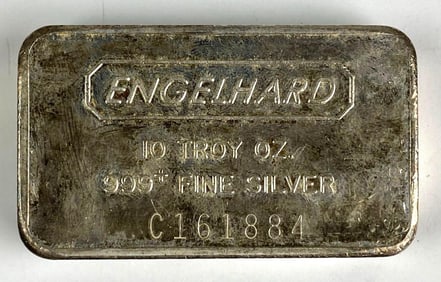 ENGELHARD
10 TROY OZ.
999+ FINE SILVER
C161884